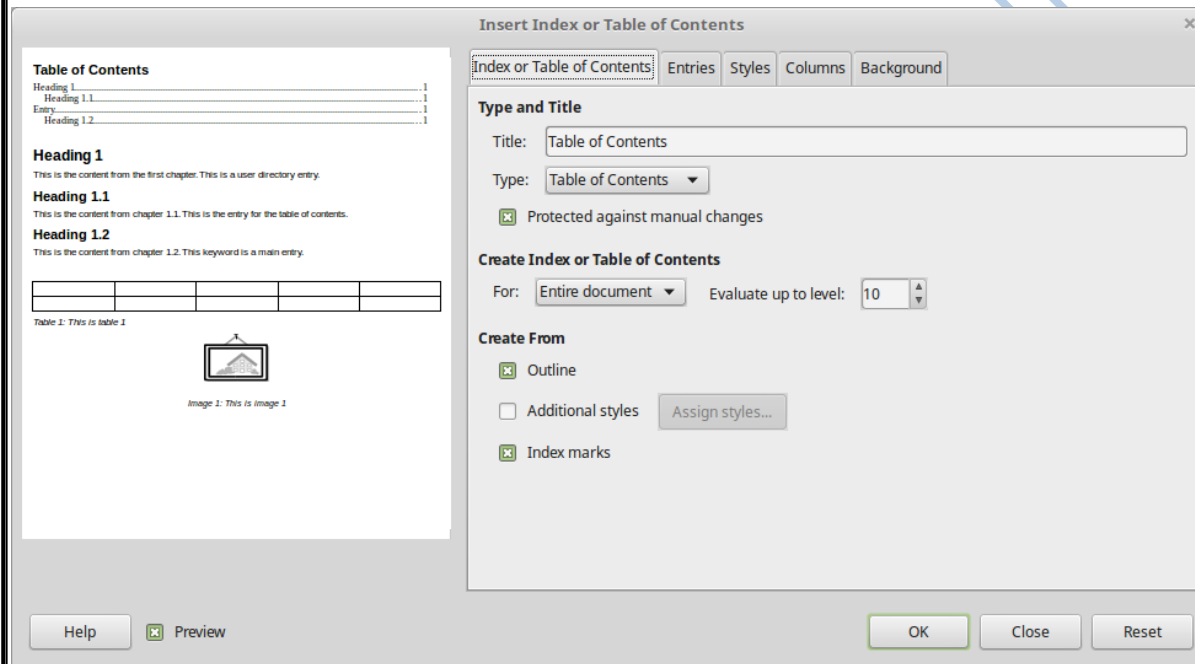 Insert Index or Table of Contents
Table of Contents
Heading 1 1
Heading 1.1 1
Entry 1
Heading 1.2 1
Heading 1
This is the content from the first chapter. This is a user directory entry.
Heading 1.1
This is the content from chapter 1.1. This is the entry for the table of contents.
Heading 1.2
This is the content from chapter 1.2. This keyword is a main entry.
Table 1: This is table 1
Image 1: This is image 1
Index or Table of Contents Entries Styles Columns Background
Type and Title
Title: Table of Contents
Type: Table of Contents
Protected against manual changes
Create Index or Table of Contents
For: Entire document Evaluate up to level: 10
Create From
Outline
Additional styles Assign styles...
Index marks
Help Preview OK Close Reset